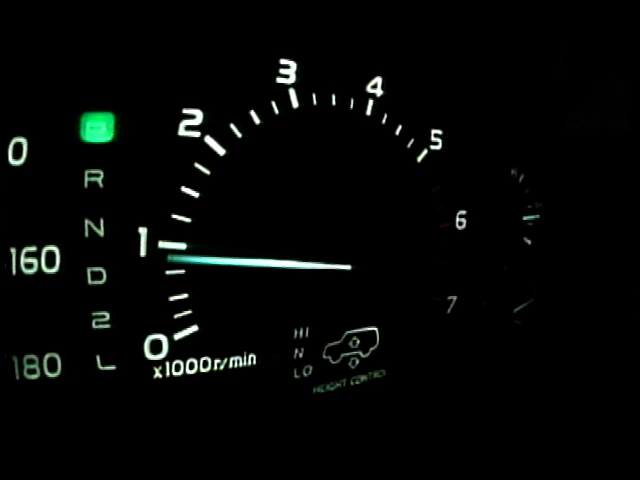 3
4
2
5
0
P
R
6
N
1
160
D
7
2
HI
N
0
180
L
x1000r/min
LO
HEIGHT CONTROL